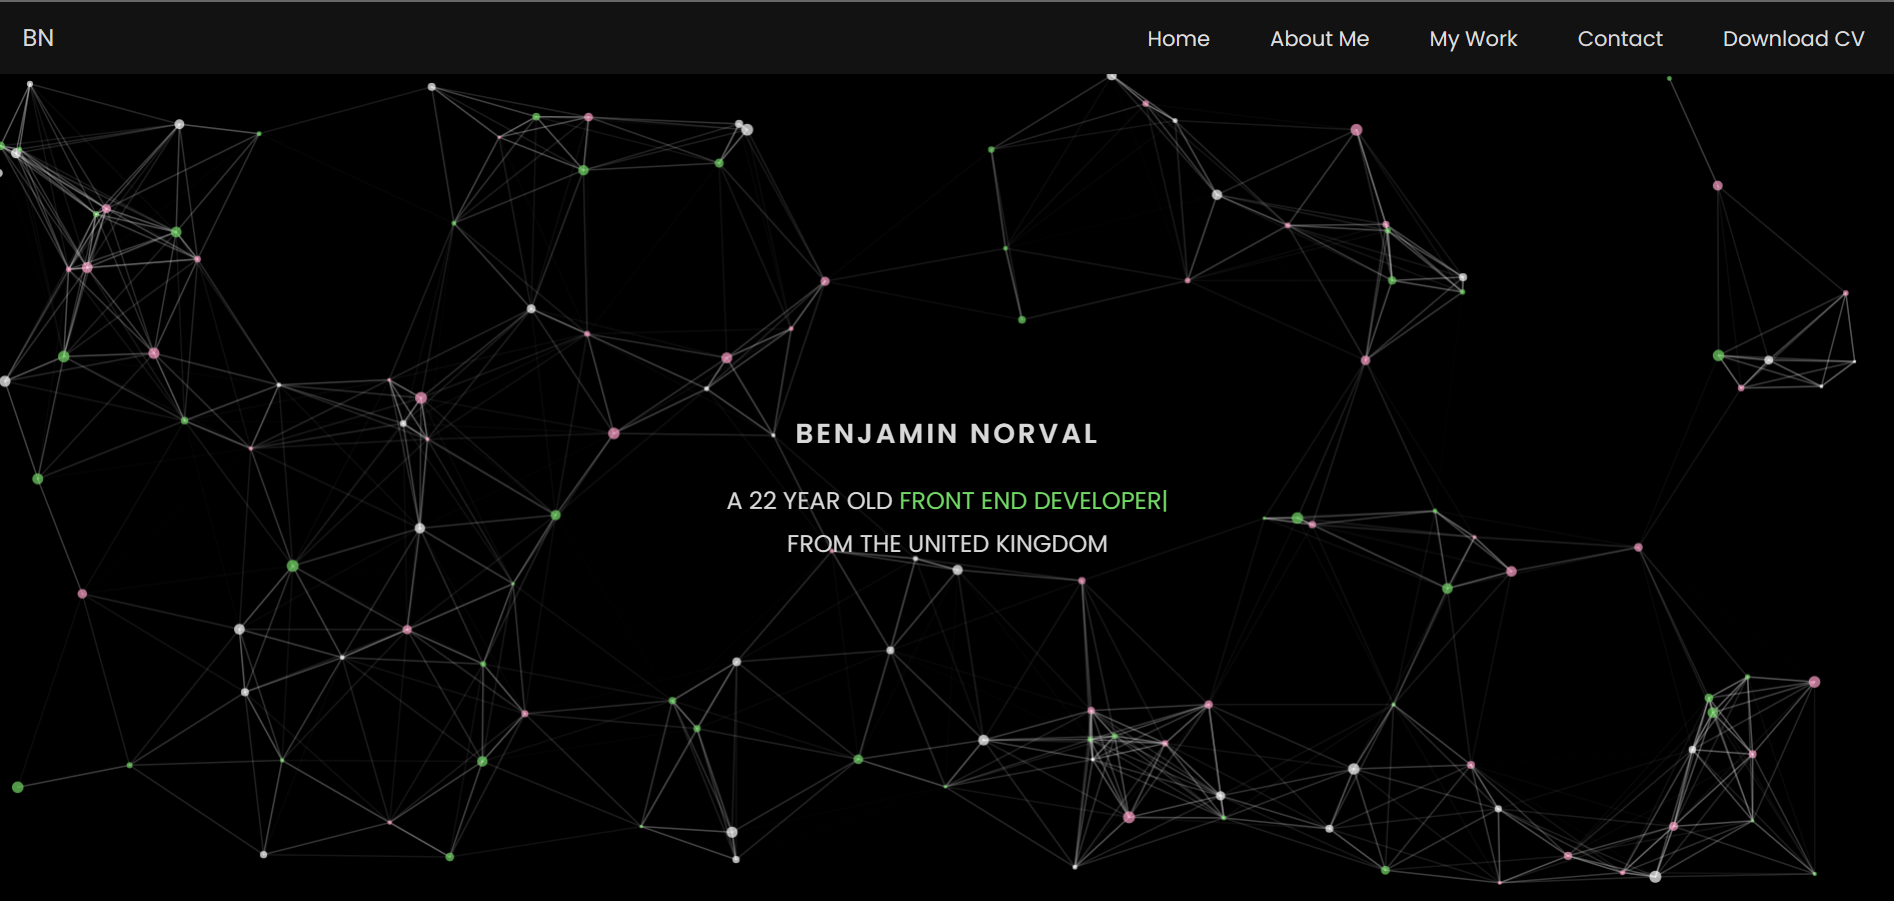 BN
Home
About Me
My Work
Contact
Download CV
BENJAMIN NORVAL
A 22 YEAR OLD FRONT END DEVELOPER|
FROM THE UNITED KINGDOM